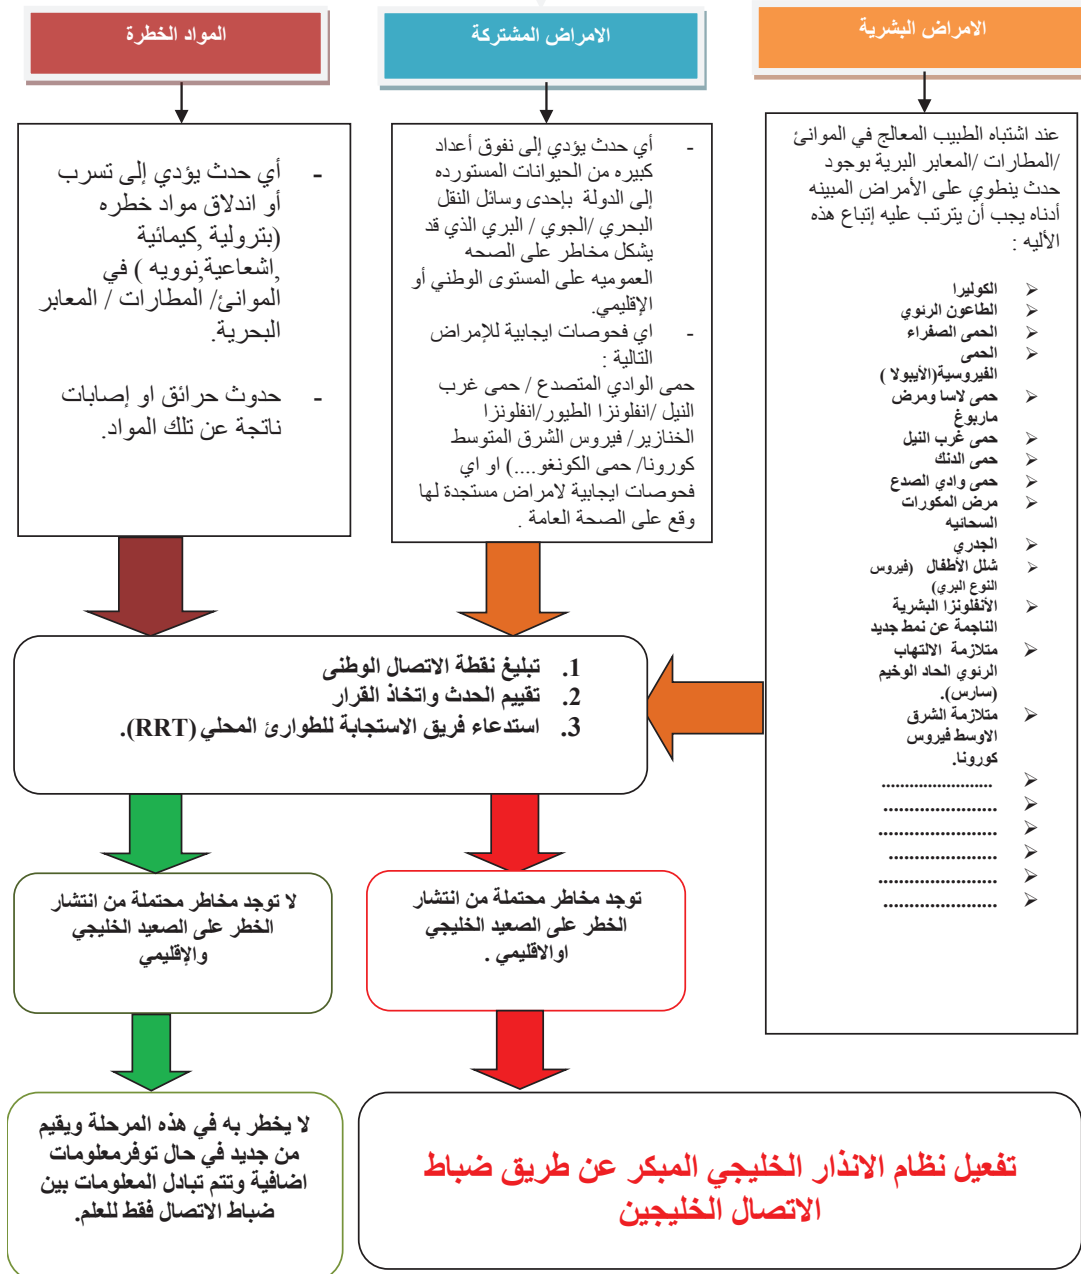 الامراض البشرية
الامراض المشتركة
المواد الخطرة
عند اشتباه الطبيب المعالج في الموانئ
/المطارات /المعابر البرية بوجود
حدث ينطوي على الأمراض المبينه
أدناه يجب أن يترتب عليه إتباع هذه
الأليه :
➢ الكوليرا
➢ الطاعون الرئوي
➢ الحمى الصفراء
➢ الحمى
الفيروسية(الأيبولا )
➢ حمى لاسا ومرض
ماربوغ
➢ حمى غرب النيل
➢ حمى الدنك
➢ حمى وادي الصدع
➢ مرض المكورات
السحائيه
➢ الجدري
➢ شلل الأطفال (فيروس
النوع البري)
➢ الأنفلونزا البشرية
الناجمة عن نمط جديد
➢ متلازمة الالتهاب
الرئوي الحاد الوخيم
(سارس).
➢ متلازمة الشرق
الاوسط فيروس
كورونا.
➢ ......................
➢ ......................
➢ ......................
➢ ......................
➢ ......................
➢ ......................
- أي حدث يؤدي إلى نفوق أعداد
كبيره من الحيوانات المستورده
إلى الدولة بإحدى وسائل النقل
البحري /الجوي / البري الذي قد
يشكل مخاطر على الصحه
العموميه على المستوى الوطني أو
الإقليمي.
- اي فحوصات ايجابية للإمراض
التالية :
حمى الوادي المتصدع / حمى غرب
النيل /انفلونزا الطيور/انفلونزا
الخنازير/ فيروس الشرق المتوسط
كورونا/ حمى الكونغو....) او اي
فحوصات ايجابية لامراض مستجدة لها
وقع على الصحة العامة .
- أي حدث يؤدي إلى تسرب
أو اندلاق مواد خطره
(بترولية ,كيمائية
,اشعاعية,نوويه ) في
الموانئ/ المطارات / المعابر
البحرية.
- حدوث حرائق او إصابات
ناتجة عن تلك المواد.
1. تبليغ نقطة الاتصال الوطنى
2. تقييم الحدث واتخاذ القرار
3. استدعاء فريق الاستجابة للطوارئ المحلي (RRT).
توجد مخاطر محتملة من انتشار
الخطر على الصعيد الخليجي
اوالاقليمي .
لا توجد مخاطر محتملة من انتشار
الخطر على الصعيد الخليجي
والإقليمي
تفعيل نظام الانذار الخليجي المبكر عن طريق ضباط
الاتصال الخليجين
لا يخطر به في هذه المرحلة ويقيم
من جديد في حال توفرمعلومات
اضافية وتتم تبادل المعلومات بين
ضباط الاتصال فقط للعلم.